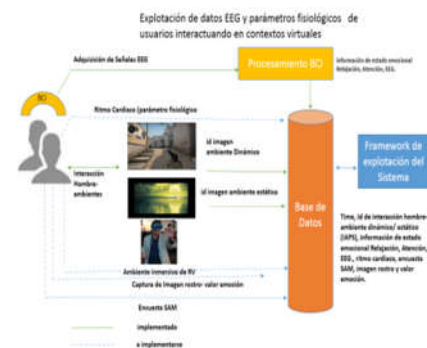 Explotación de datos EEG y parámetros fisiológicos de
usuarios interactuando en contextos virtuales
Adquisición de Señales EEG
Procesamiento BCI
Información de estado emocional
Relajación, Atención, EEG.
BCI
Ritmo Cardiaco (parámetro fisiológico
id imagen
ambiente Dinámico
Interacción
Hombre-
ambientes
id imagen ambiente estático
Base de
Datos
Framework de
explotación del
Sistema
Time, id de interacción hombre-
ambiente dinámico/ estático
(IAPS), información de estado
emocional Relajación, Atención,
EEG., ritmo cardiaco, encuesta
SAM, imagen rostro y valor
emoción.
Ambiente inmersivo de RV
Captura de Imagen rostro- valor emoción
Encuesta SAM
implementado
a implementarse